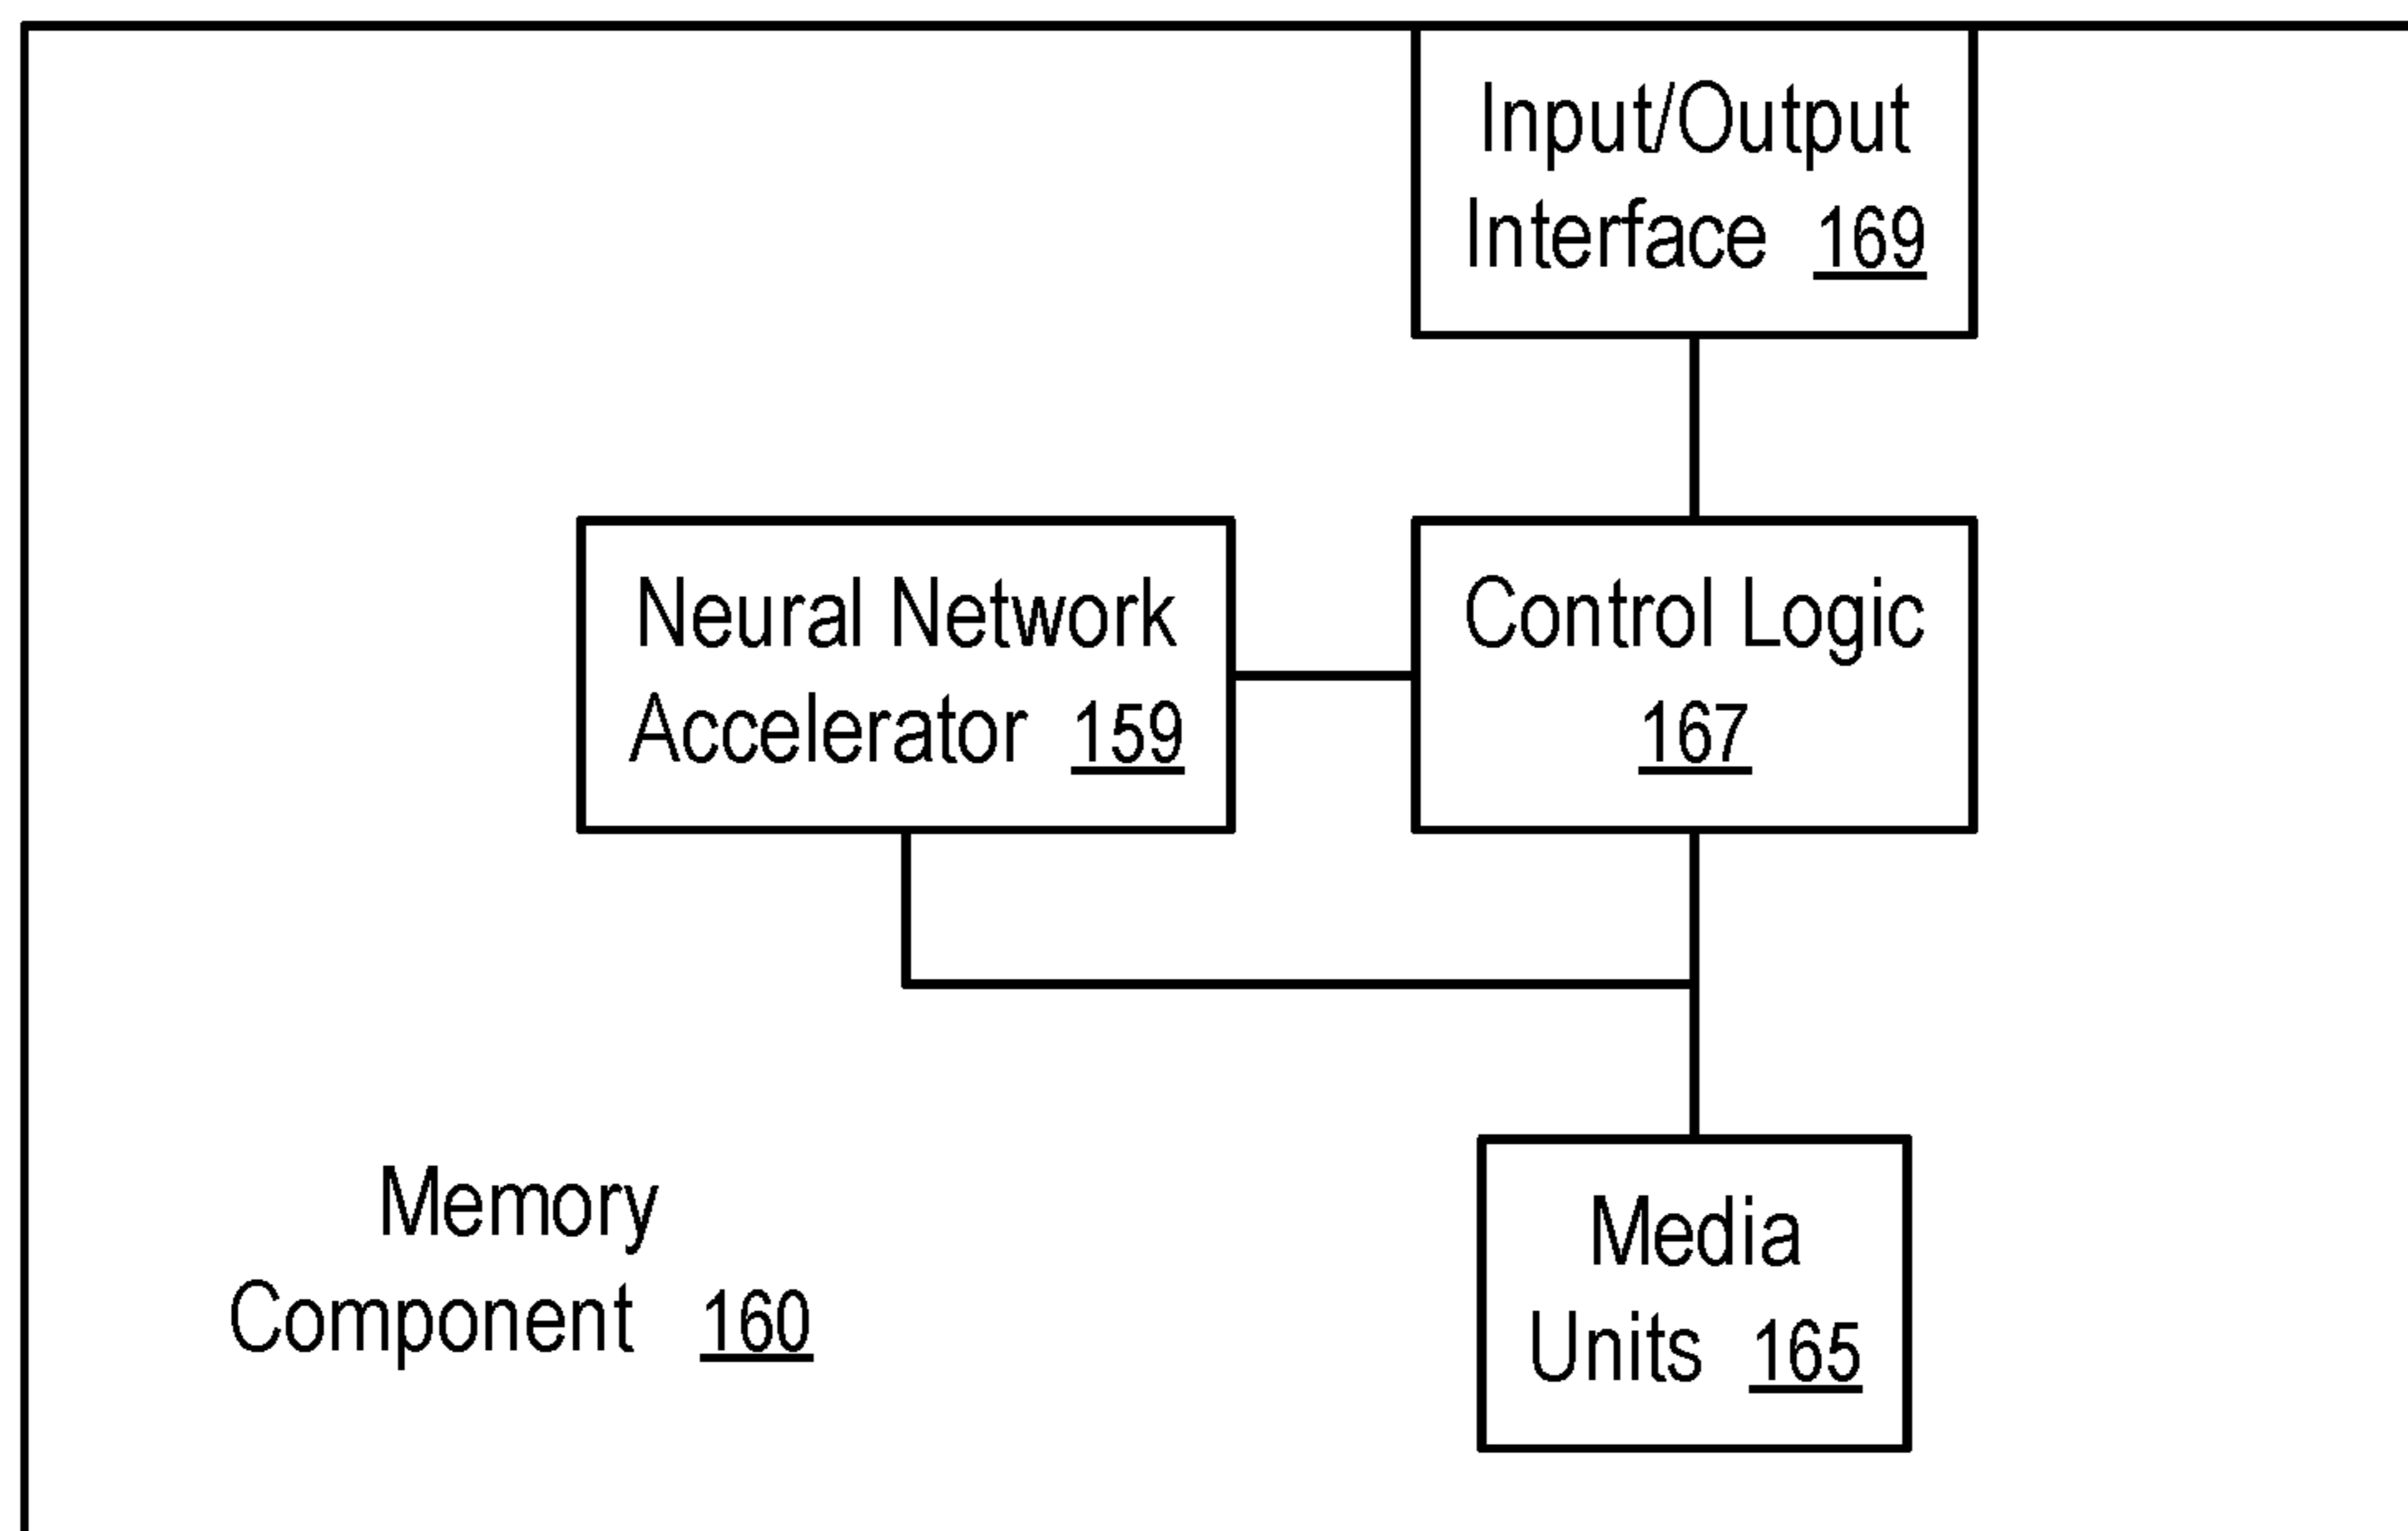 Input/Output
Interface 169
Neural Network
Accelerator 159
Control Logic
167
Memory
Component 160
Media
Units 165